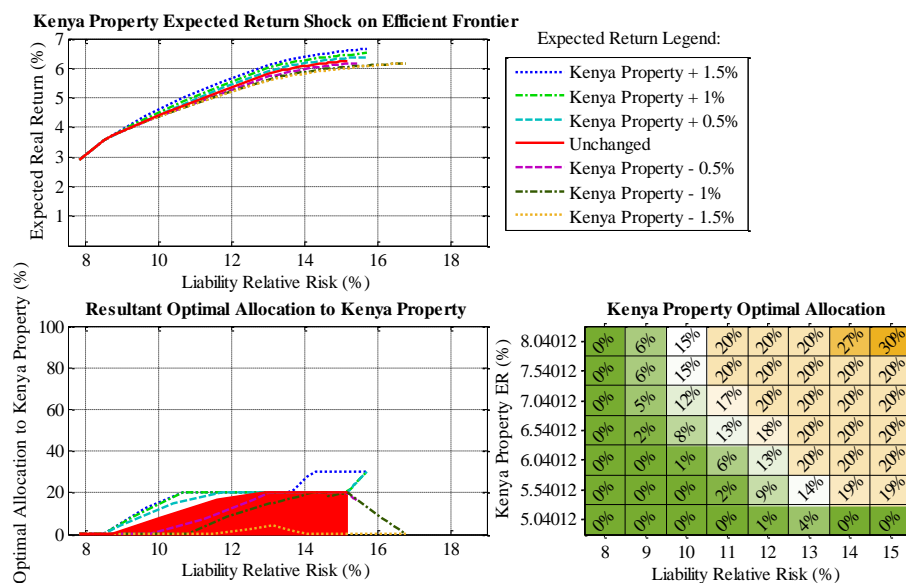 Kenya Property Expected Return Shock on Efficient Frontier
Expected Real Return (%)
7
6
5
4
3
2
1
8 10 12 14 16 18
Liability Relative Risk (%)
Expected Return Legend:
Kenya Property + 1.5%
Kenya Property + 1%
Kenya Property + 0.5%
Unchanged
Kenya Property - 0.5%
Kenya Property - 1%
Kenya Property - 1.5%
Resultant Optimal Allocation to Kenya Property
Optimal Allocation to Kenya Property (%)
100
80
60
40
20
0
8 10 12 14 16 18
Liability Relative Risk (%)
Kenya Property Optimal Allocation
Kenya Property ER (%)
8.04012 0% 6% 15% 20% 20% 20% 27% 30%
7.54012 0% 6% 15% 20% 20% 20% 20% 20%
7.04012 0% 5% 12% 17% 20% 20% 20% 20%
6.54012 0% 2% 8% 13% 18% 20% 20% 20%
6.04012 0% 0% 1% 6% 13% 20% 20% 20%
5.54012 0% 0% 0% 2% 9% 14% 19% 19%
5.04012 0% 0% 0% 0% 1% 4% 0% 0%
8 9 10 11 12 13 14 15
Liability Relative Risk (%)